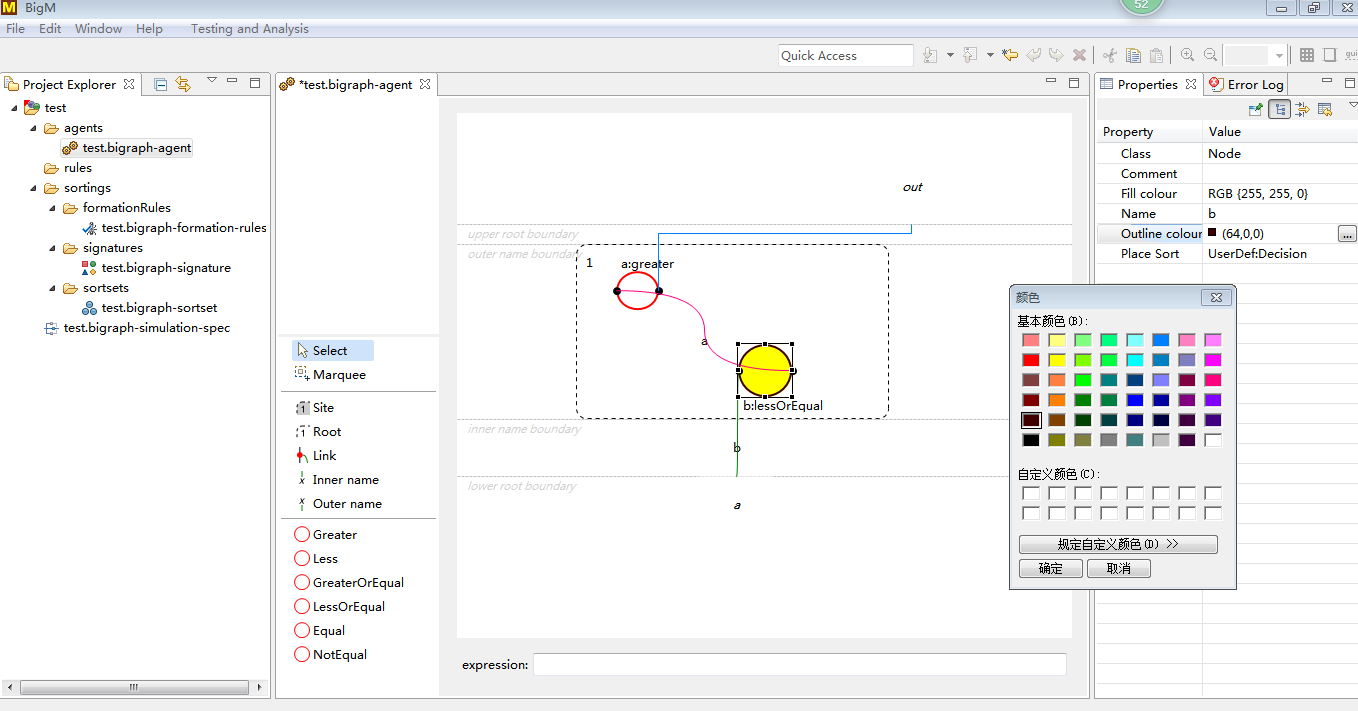 M BigM
52
File Edit Window Help Testing and Analysis
Quick Access
Project Explorer
test
agents
test.bigraph-agent
rules
sortings
formationRules
test.bigraph-formation-rules
signatures
test.bigraph-signature
sortsets
test.bigraph-sortset
test.bigraph-simulation-spec
*test.bigraph-agent
Select
Marquee
Site
Root
Link
Inner name
Outer name
Greater
Less
GreaterOrEqual
LessOrEqual
Equal
NotEqual
out
upper root boundary
outer name boundary
1
a:greater
a
b:lessOrEqual
inner name boundary
b
lower root boundary
a
expression:
Properties Error Log
Property Value
Class Node
Comment
Fill colour RGB {255, 255, 0}
Name b
Outline colour (64,0,0) ...
Place Sort UserDef:Decision
颜色
基本颜色(B):
自定义颜色(C):
规定自定义颜色(D) >>
确定 取消